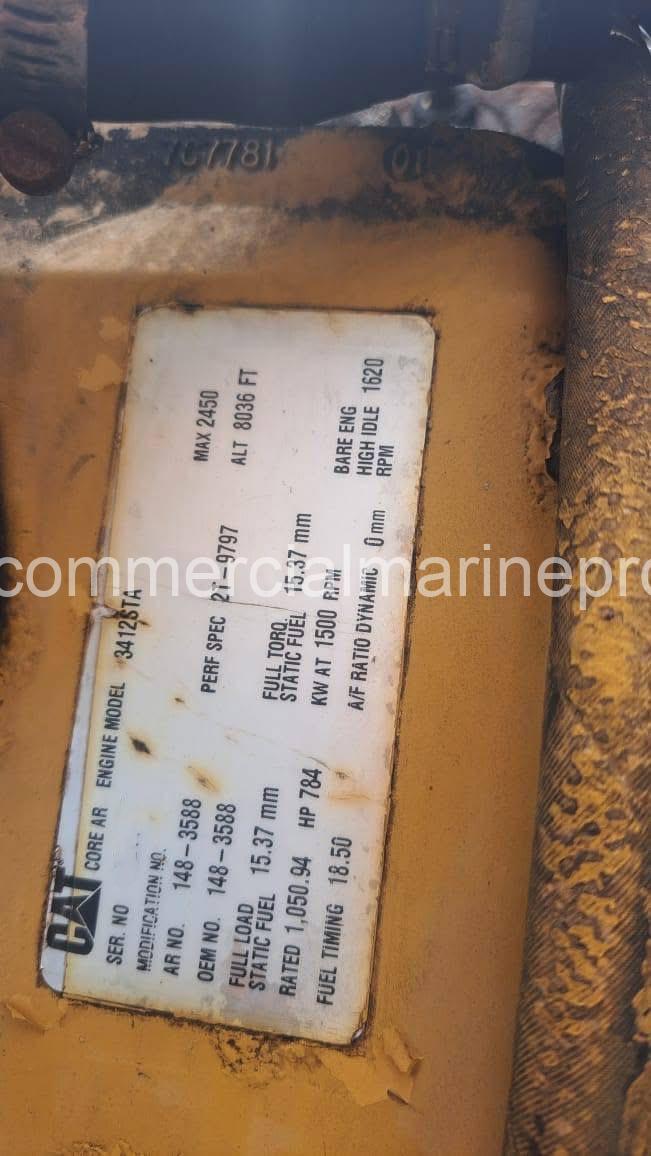 7C7781
01
CAT CORE AR ENGINE MODEL 3412STA
SER. NO
MODIFICATION NO.
AR NO. 148-3588 PERF SPEC 2T-9797 MAX 2450
OEM NO. 148-3588 ALT 8036 FT
FULL LOAD
STATIC FUEL 15.37 mm
FULL TORQ
STATIC FUEL 15.37 mm
RATED 1,050.94 HP 784 KW AT 1500 RPM
BARE ENG
HIGH IDLE 1620
RPM
FUEL TIMING 18.50 A/F RATIO DYNAMIC 0 mm
commercialmarinepro